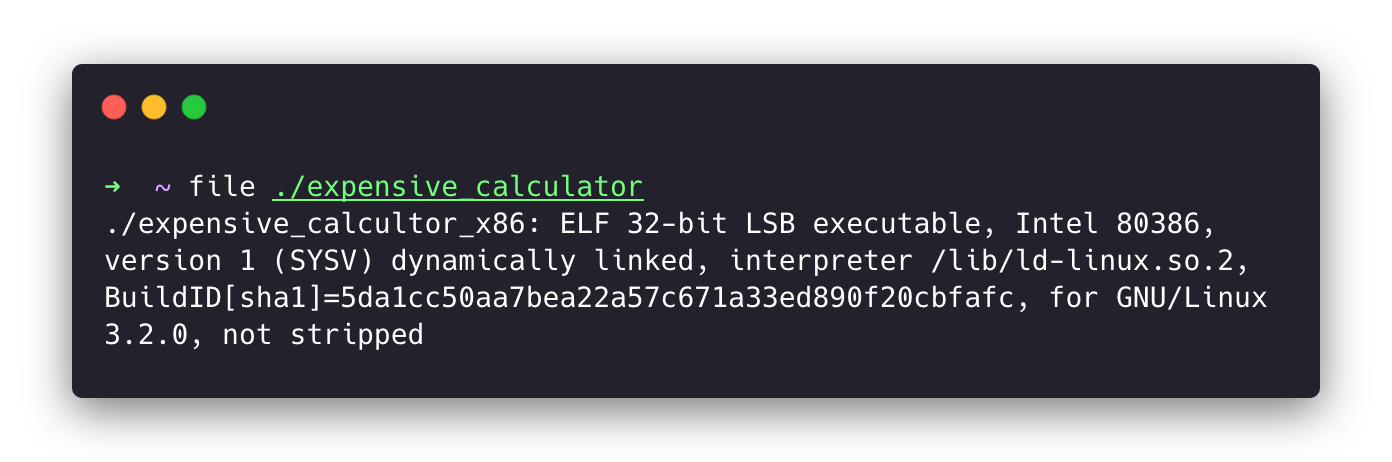 ➜ ~ file ./expensive_calculator
./expensive_calcultor_x86: ELF 32-bit LSB executable, Intel 80386,
version 1 (SYSV) dynamically linked, interpreter /lib/ld-linux.so.2,
BuildID[sha1]=5da1cc50aa7bea22a57c671a33ed890f20cbfafc, for GNU/Linux
3.2.0, not stripped